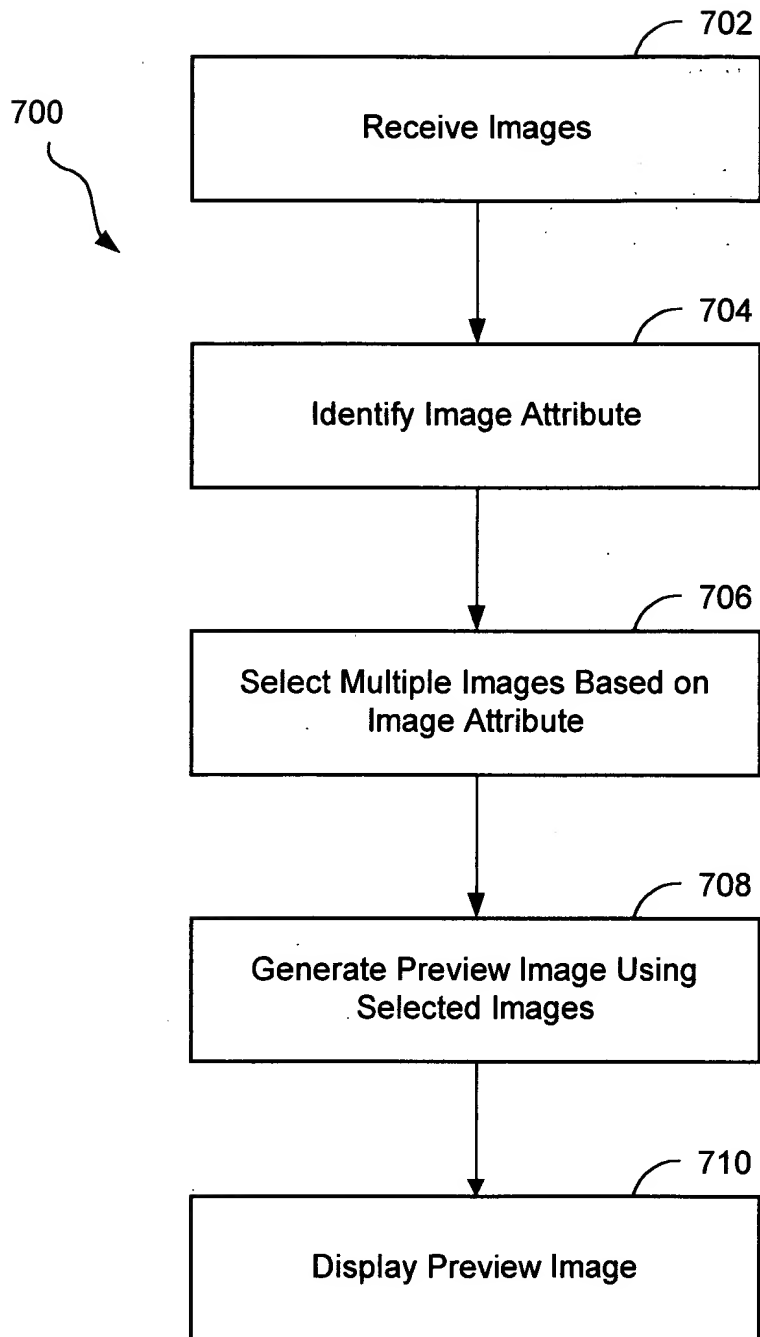 702
Receive Images
700
704
Identify Image Attribute
706
Select Multiple Images Based on
Image Attribute
708
Generate Preview Image Using
Selected Images
710
Display Preview Image